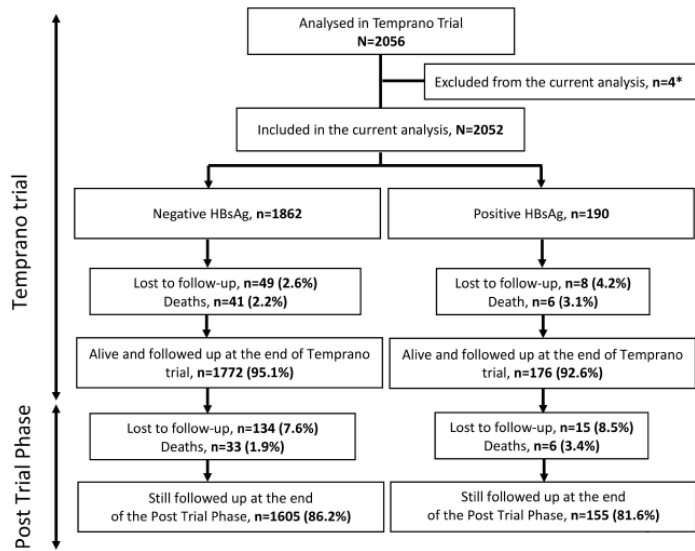 Analysed in Temprano Trial
N=2056
Excluded from the current analysis, n=4*
Included in the current analysis, N=2052
Temprano trial
Negative HBsAg, n=1862
Positive HBsAg, n=190
Lost to follow-up, n=49 (2.6%)
Deaths, n=41 (2.2%)
Lost to follow-up, n=8 (4.2%)
Death, n=6 (3.1%)
Alive and followed up at the end of Temprano
trial, n=1772 (95.1%)
Alive and followed up at the end of Temprano
trial, n=176 (92.6%)
Post Trial Phase
Lost to follow-up, n=134 (7.6%)
Deaths, n=33 (1.9%)
Lost to follow-up, n=15 (8.5%)
Deaths, n=6 (3.4%)
Still followed up at the end
of the Post Trial Phase, n=1605 (86.2%)
Still followed up at the end
of the Post Trial Phase, n=155 (81.6%)